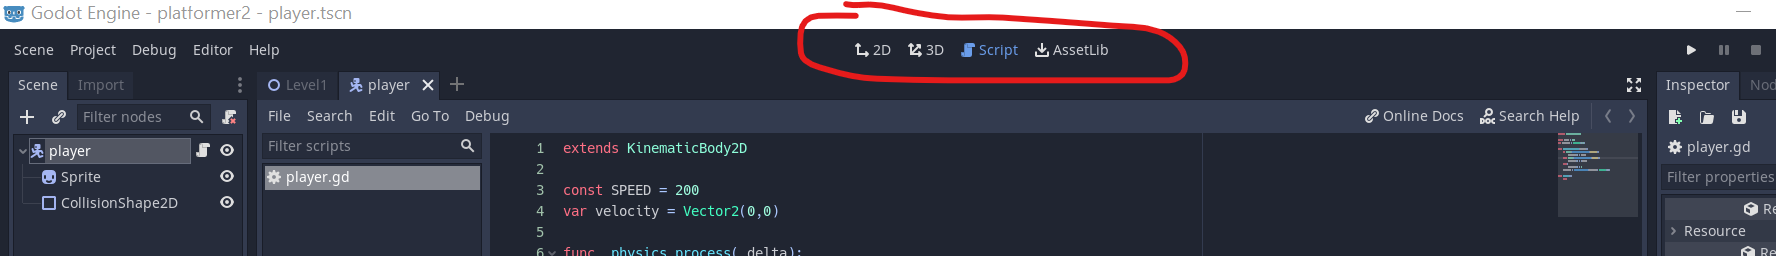 Godot Engine - platformer2 - player.tscn
Scene Project Debug Editor Help 2D 3D Script AssetLib
Scene Import Level1 player Inspector Nod
Filter nodes File Search Edit Go To Debug Online Docs Search Help
player Filter scripts 1 extends KinematicBody2D player.gd
Sprite player.gd 2 Filter properties
CollisionShape2D 3 const SPEED = 200 Re
4 var velocity = Vector2(0,0) Resource
5 Re
6 func _physics_process(_delta):